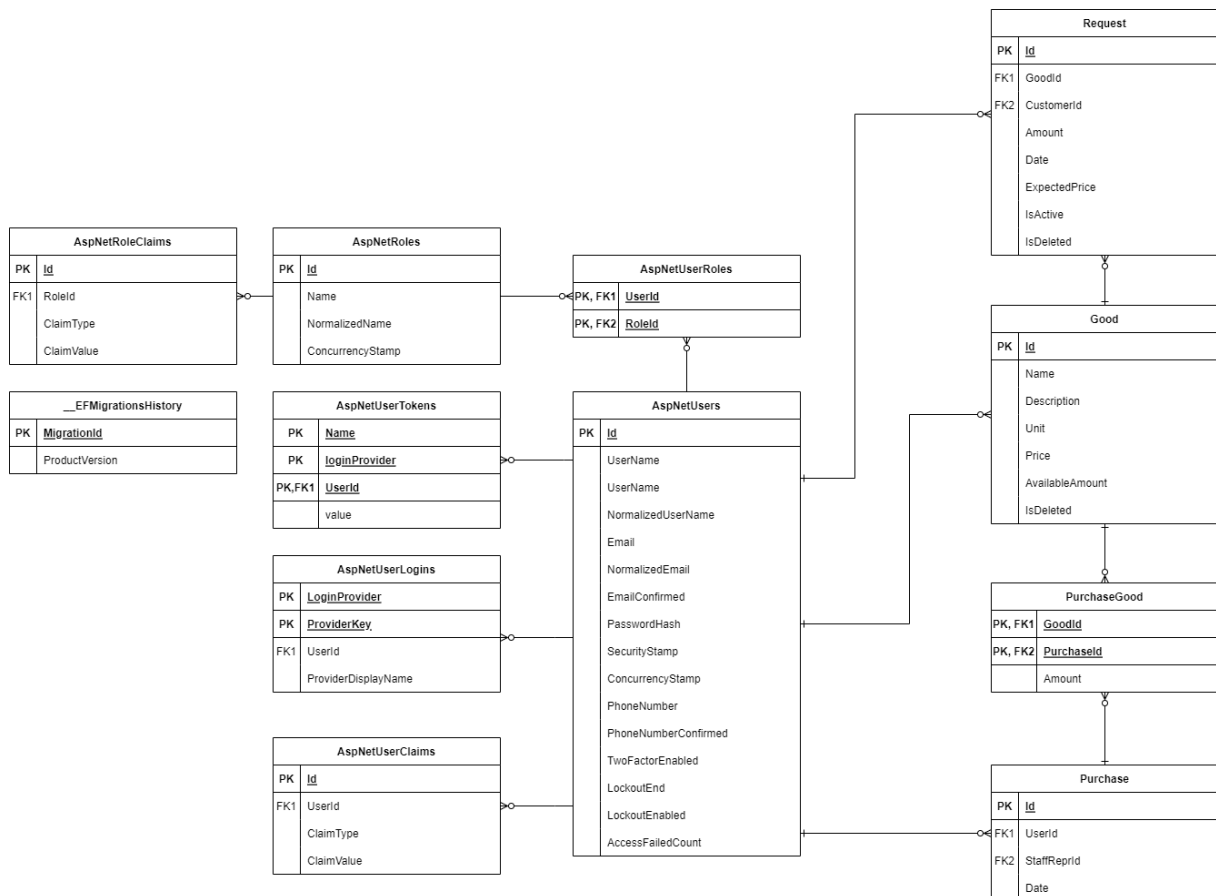 Request
PK Id
FK1 GoodId
FK2 CustomerId
Amount
Date
ExpectedPrice
IsActive
IsDeleted
AspNetRoleClaims
PK Id
FK1 RoleId
ClaimType
ClaimValue
AspNetRoles
PK Id
Name
NormalizedName
ConcurrencyStamp
AspNetUserRoles
PK, FK1 UserId
PK, FK2 RoleId
Good
PK Id
Name
Description
Unit
Price
AvailableAmount
IsDeleted
__EFMigrationsHistory
PK MigrationId
ProductVersion
AspNetUserTokens
PK Name
PK loginProvider
PK,FK1 UserId
value
AspNetUsers
PK Id
UserName
UserName
NormalizedUserName
Email
NormalizedEmail
EmailConfirmed
PasswordHash
SecurityStamp
ConcurrencyStamp
PhoneNumber
PhoneNumberConfirmed
TwoFactorEnabled
LockoutEnd
LockoutEnabled
AccessFailedCount
AspNetUserLogins
PK LoginProvider
PK ProviderKey
FK1 UserId
ProviderDisplayName
PurchaseGood
PK, FK1 GoodId
PK, FK2 PurchaseId
Amount
AspNetUserClaims
PK Id
FK1 UserId
ClaimType
ClaimValue
Purchase
PK Id
FK1 UserId
FK2 StaffReprId
Date